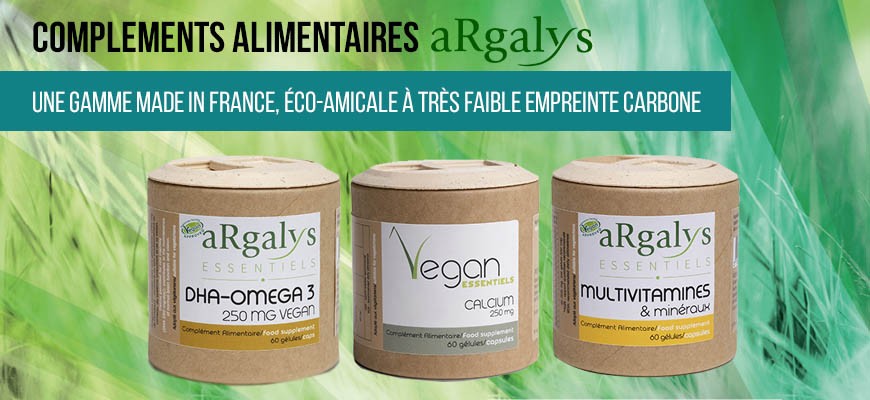 COMPLEMENTS ALIMENTAIRES aRgalys
UNE GAMME MADE IN FRANCE, ÉCO-AMICALE À TRÈS FAIBLE EMPREINTE CARBONE
aRgalys
ESSENTIELS
DHA-OMEGA 3
250 MG VEGAN
Complément Alimentaire/Food supplement
60 gélules/caps
Vegan
ESSENTIELS
CALCIUM
250 mg
Complément Alimentaire/Food supplement
60 gélules/capsules
aRgalys
ESSENTIELS
MULTIVITAMINES
& minéraux
Complément Alimentaire/Food supplement
60 gélules/capsules